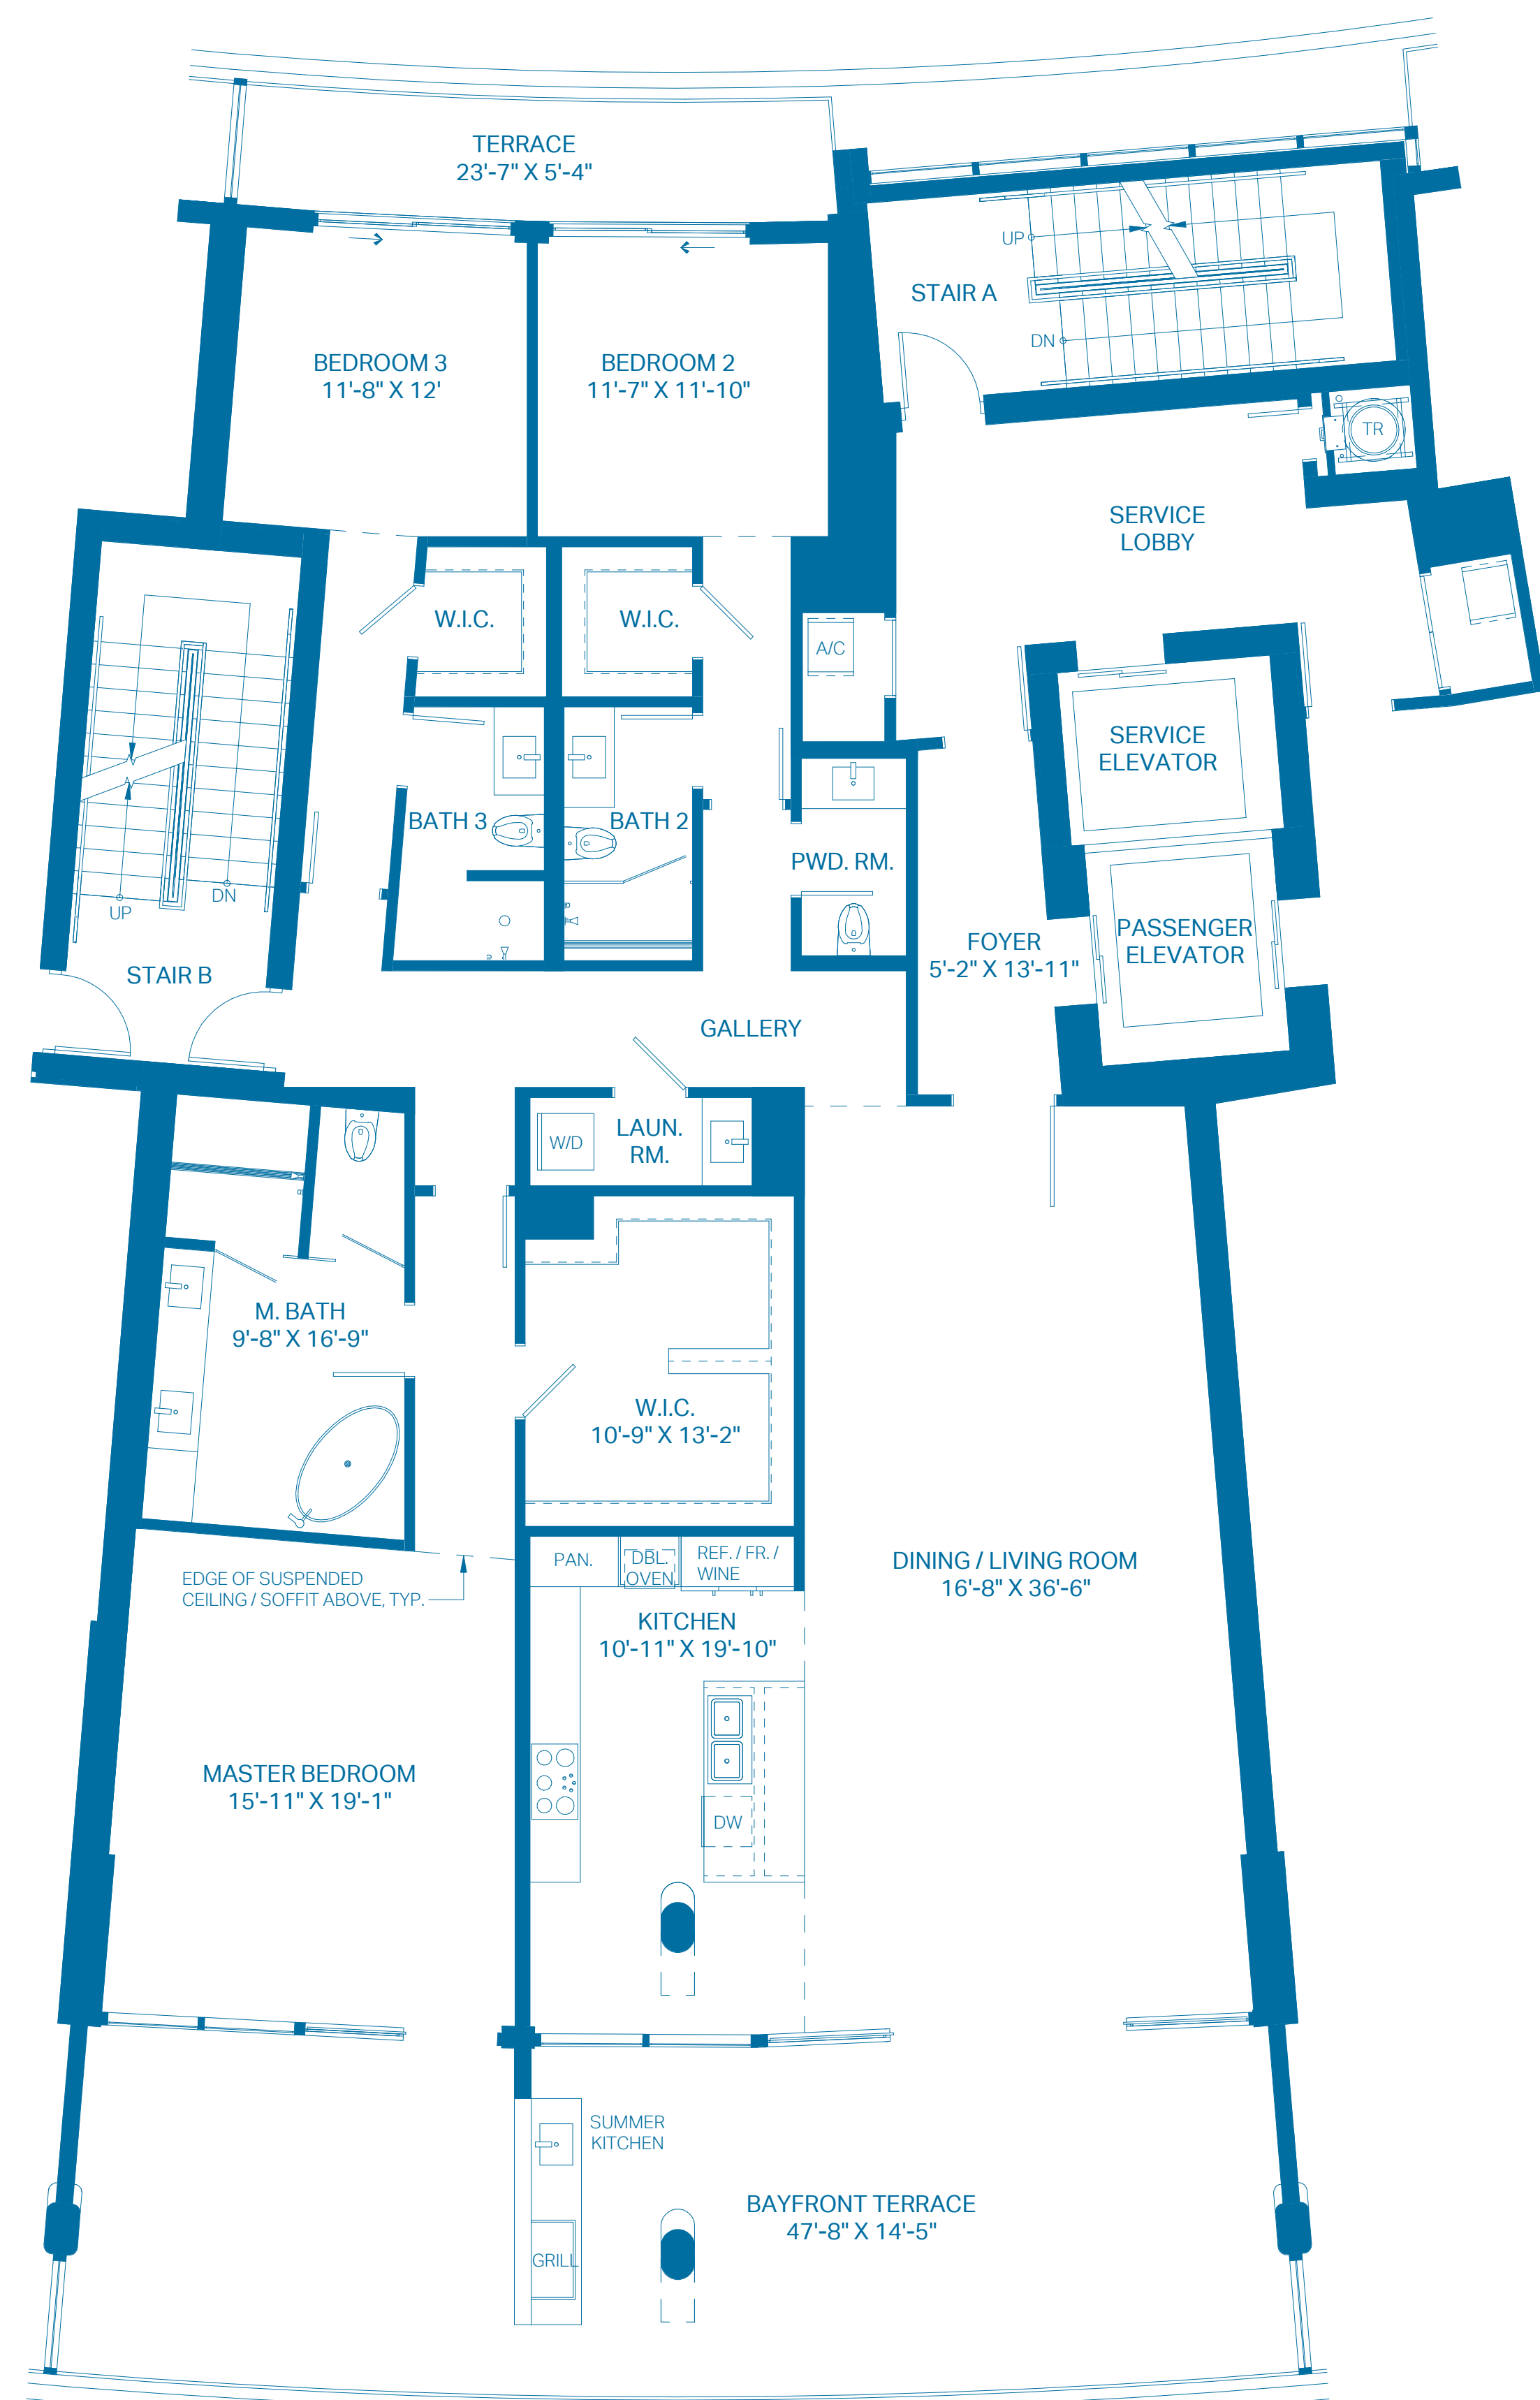 TERRACE
23'-7" X 5'-4"
UP
STAIR A
DN
BEDROOM 3
11'-8" X 12'
BEDROOM 2
11'-7" X 11'-10"
TR
SERVICE
LOBBY
W.I.C.
W.I.C.
A/C
SERVICE
ELEVATOR
BATH 3
BATH 2
PWD. RM.
DN
UP
STAIR B
FOYER
5'-2" X 13'-11"
PASSENGER
ELEVATOR
GALLERY
W/D
LAUN.
RM.
M. BATH
9'-8" X 16'-9"
W.I.C.
10'-9" X 13'-2"
PAN.
DBL.
OVEN
REF. / FR. /
WINE
EDGE OF SUSPENDED
CEILING / SOFFIT ABOVE, TYP.
DINING / LIVING ROOM
16'-8" X 36'-6"
KITCHEN
10'-11" X 19'-10"
MASTER BEDROOM
15'-11" X 19'-1"
DW
SUMMER
KITCHEN
BAYFRONT TERRACE
47'-8" X 14'-5"
GRILL